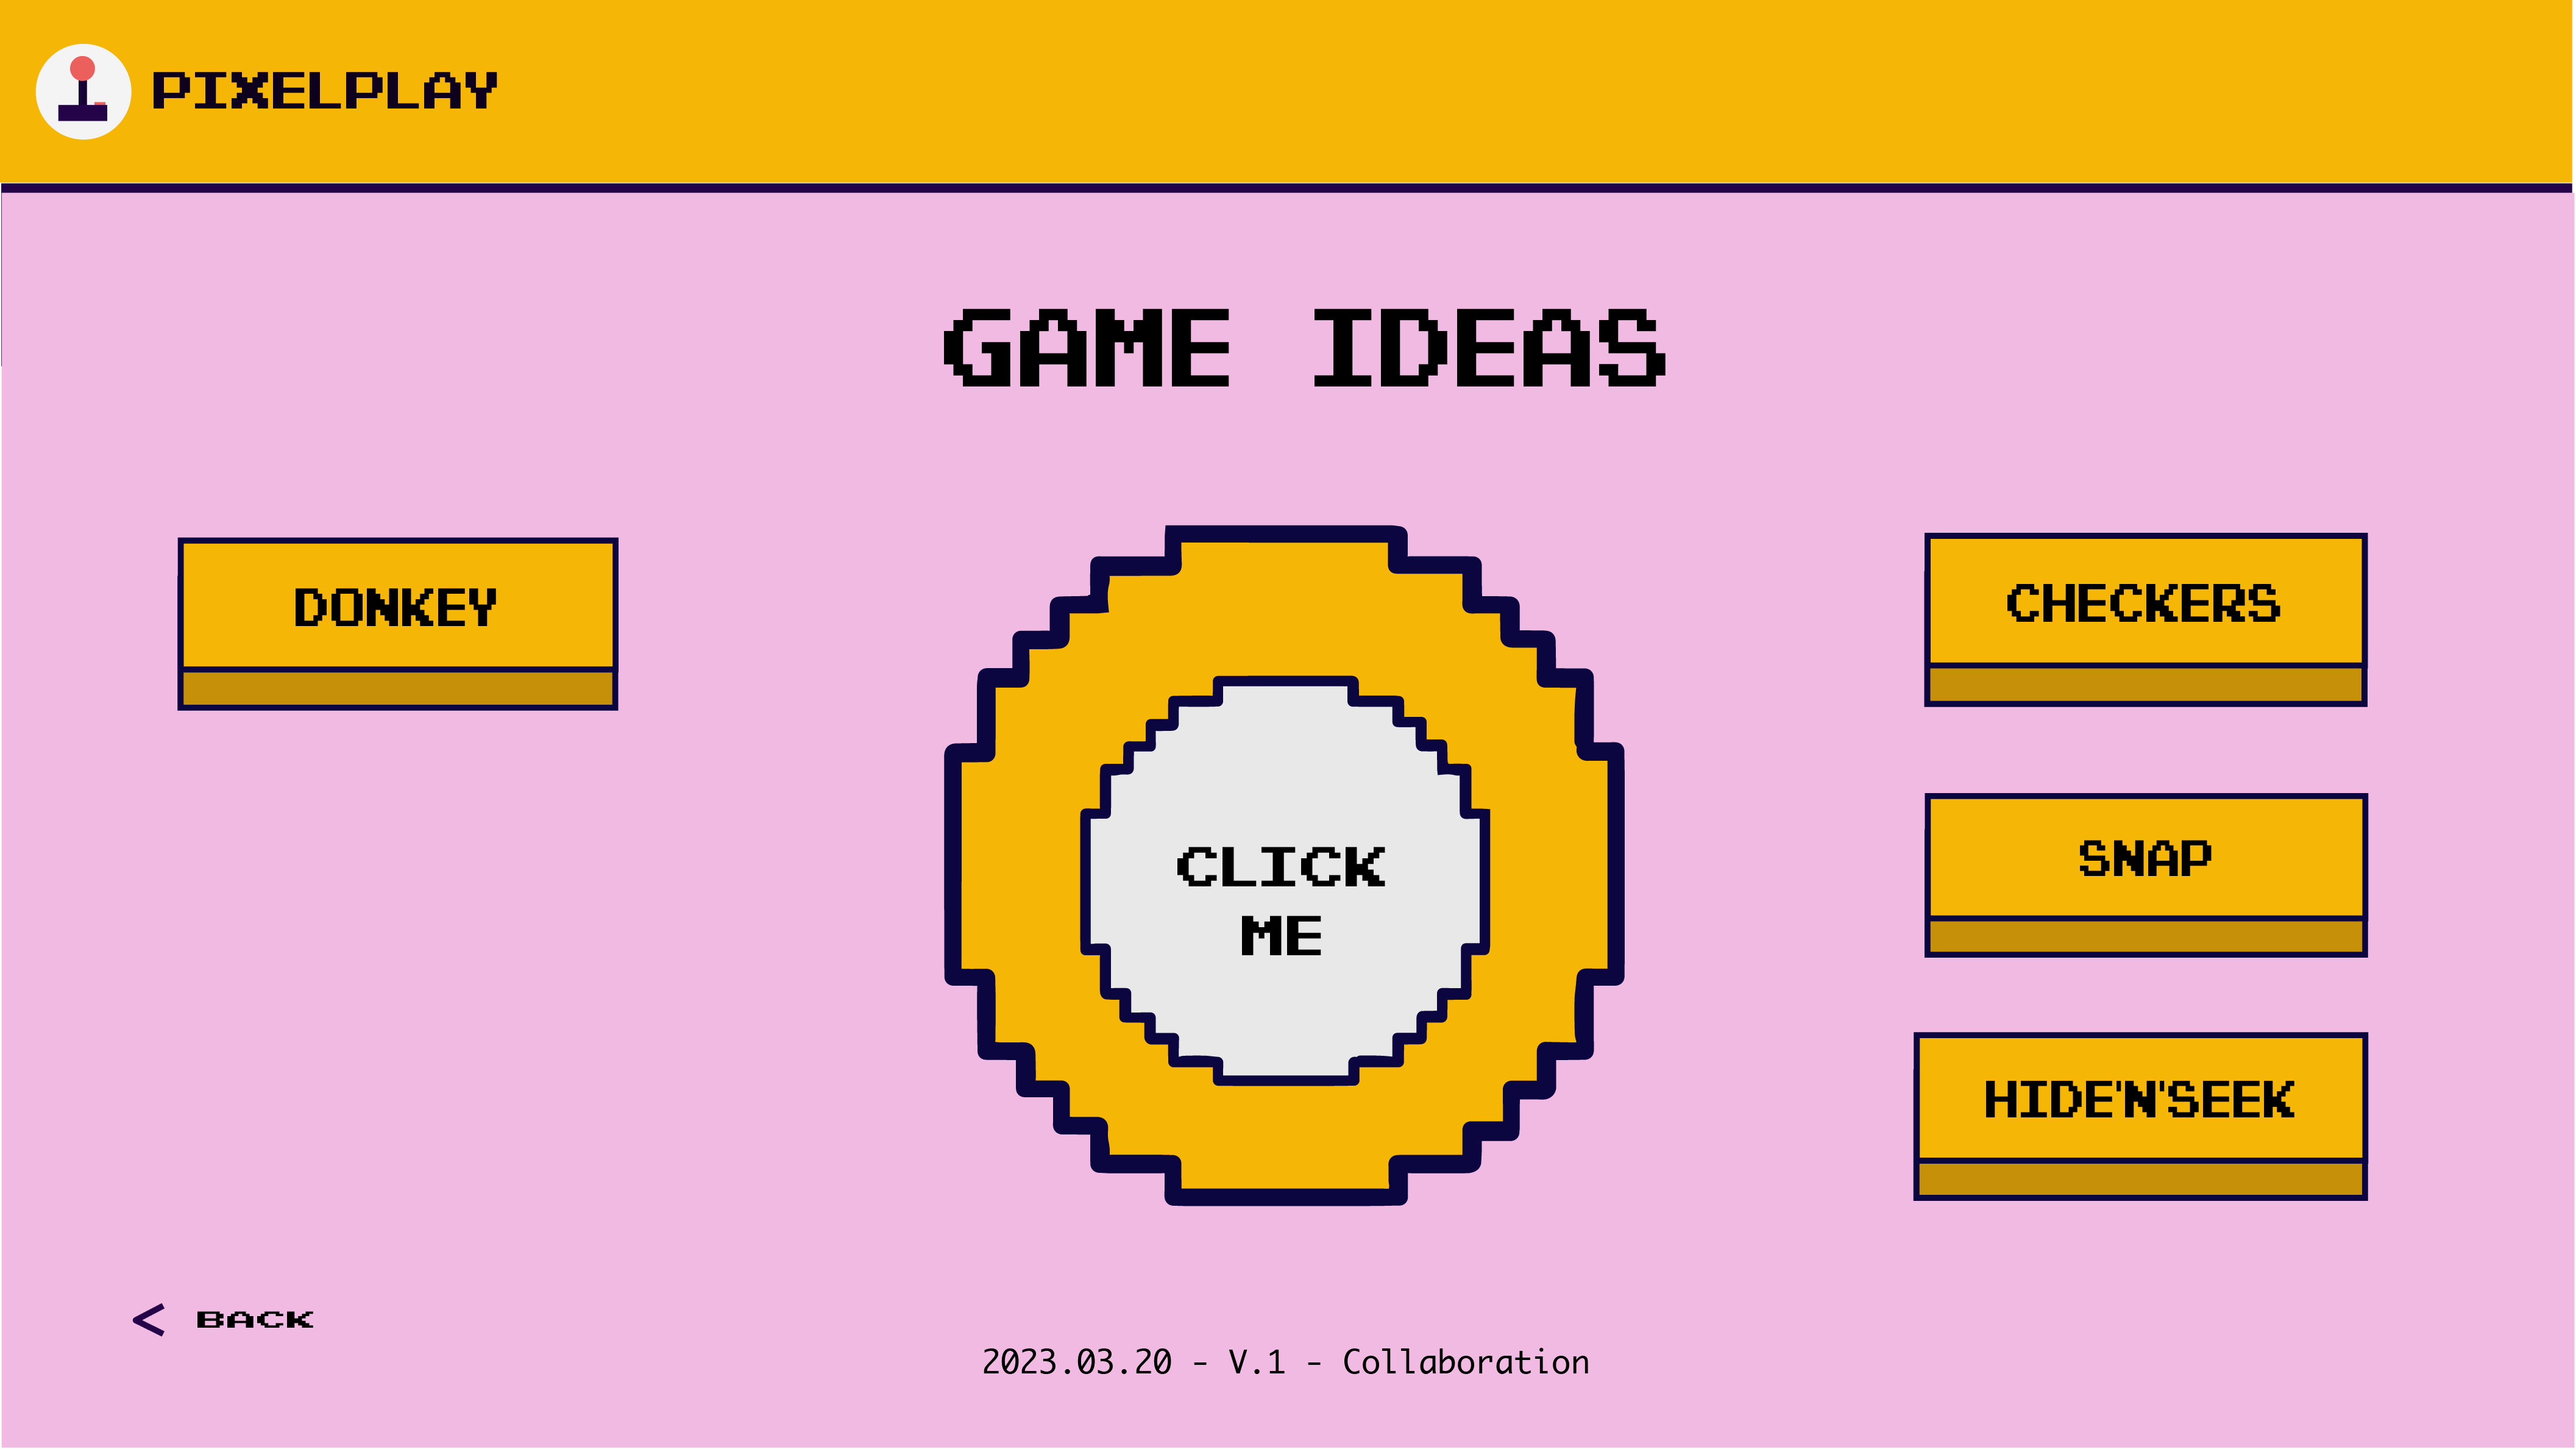 PIXELPLAY
GAME IDEAS
DONKEY
CLICK
ME
CHECKERS
SNAP
HIDE'N'SEEK
< BACK
2023.03.20 - V.1 - Collaboration